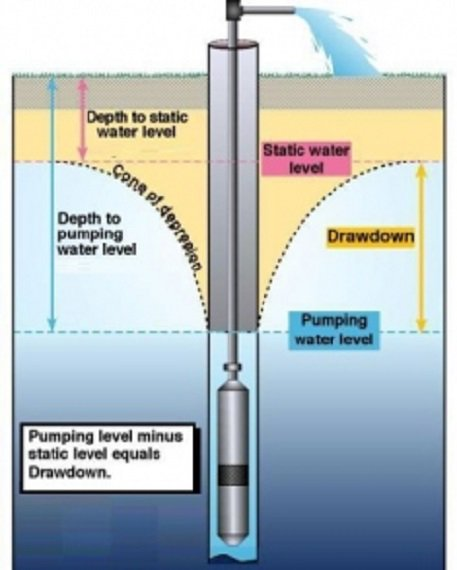 Depth to static
water level
Static water
level
Cone of depresion
Depth to
pumping
water level
Drawdown
Pumping
water level
Pumping level minus
static level equals
Drawdown.